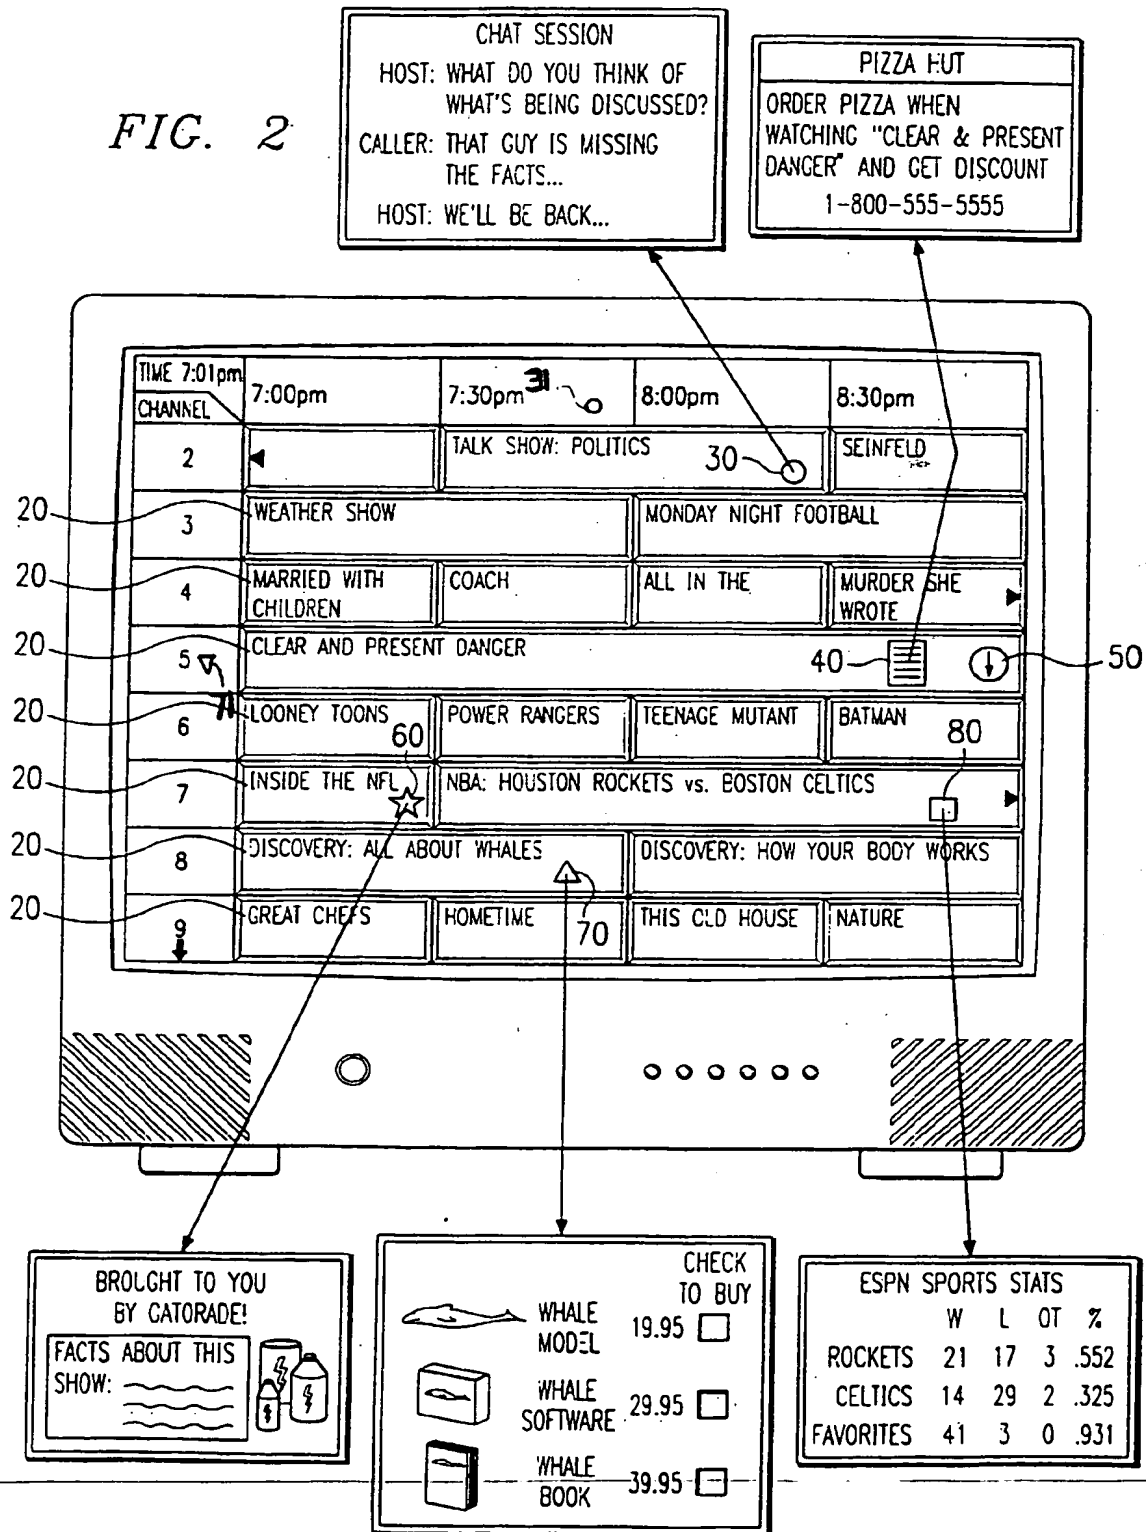 FIG. 2
CHAT SESSION
HOST: WHAT DO YOU THINK OF
WHAT'S BEING DISCUSSED?
CALLER: THAT GUY IS MISSING
THE FACTS...
HOST: WE'LL BE BACK...
PIZZA HUT
ORDER PIZZA WHEN
WATCHING "CLEAR & PRESENT
DANGER" AND GET DISCOUNT
1-800-555-5555
TIME 7:01pm
CHANNEL
7:00pm
7:30pm
31
8:00pm
8:30pm
2
TALK SHOW: POLITICS
30
SEINFELD
20
3
WEATHER SHOW
MONDAY NIGHT FOOTBALL
20
4
MARRIED WITH
CHILDREN
COACH
ALL IN THE
MURDER SHE
WROTE
20
5
CLEAR AND PRESENT DANGER
40
50
71
20
6
LOONEY TOONS
POWER RANGERS
TEENAGE MUTANT
BATMAN
60
80
20
7
INSIDE THE NFL
NBA: HOUSTON ROCKETS vs. BOSTON CELTICS
20
8
DISCOVERY: ALL ABOUT WHALES
DISCOVERY: HOW YOUR BODY WORKS
70
20
9
GREAT CHEFS
HOMETIME
THIS OLD HOUSE
NATURE
BROUGHT TO YOU
BY GATORADE!
FACTS ABOUT THIS
SHOW:
CHECK
TO BUY
WHALE
MODEL
19.95
WHALE
SOFTWARE
29.95
WHALE
BOOK
39.95
ESPN SPORTS STATS
W L OT %
ROCKETS 21 17 3 .552
CELTICS 14 29 2 .325
FAVORITES 41 3 0 .931